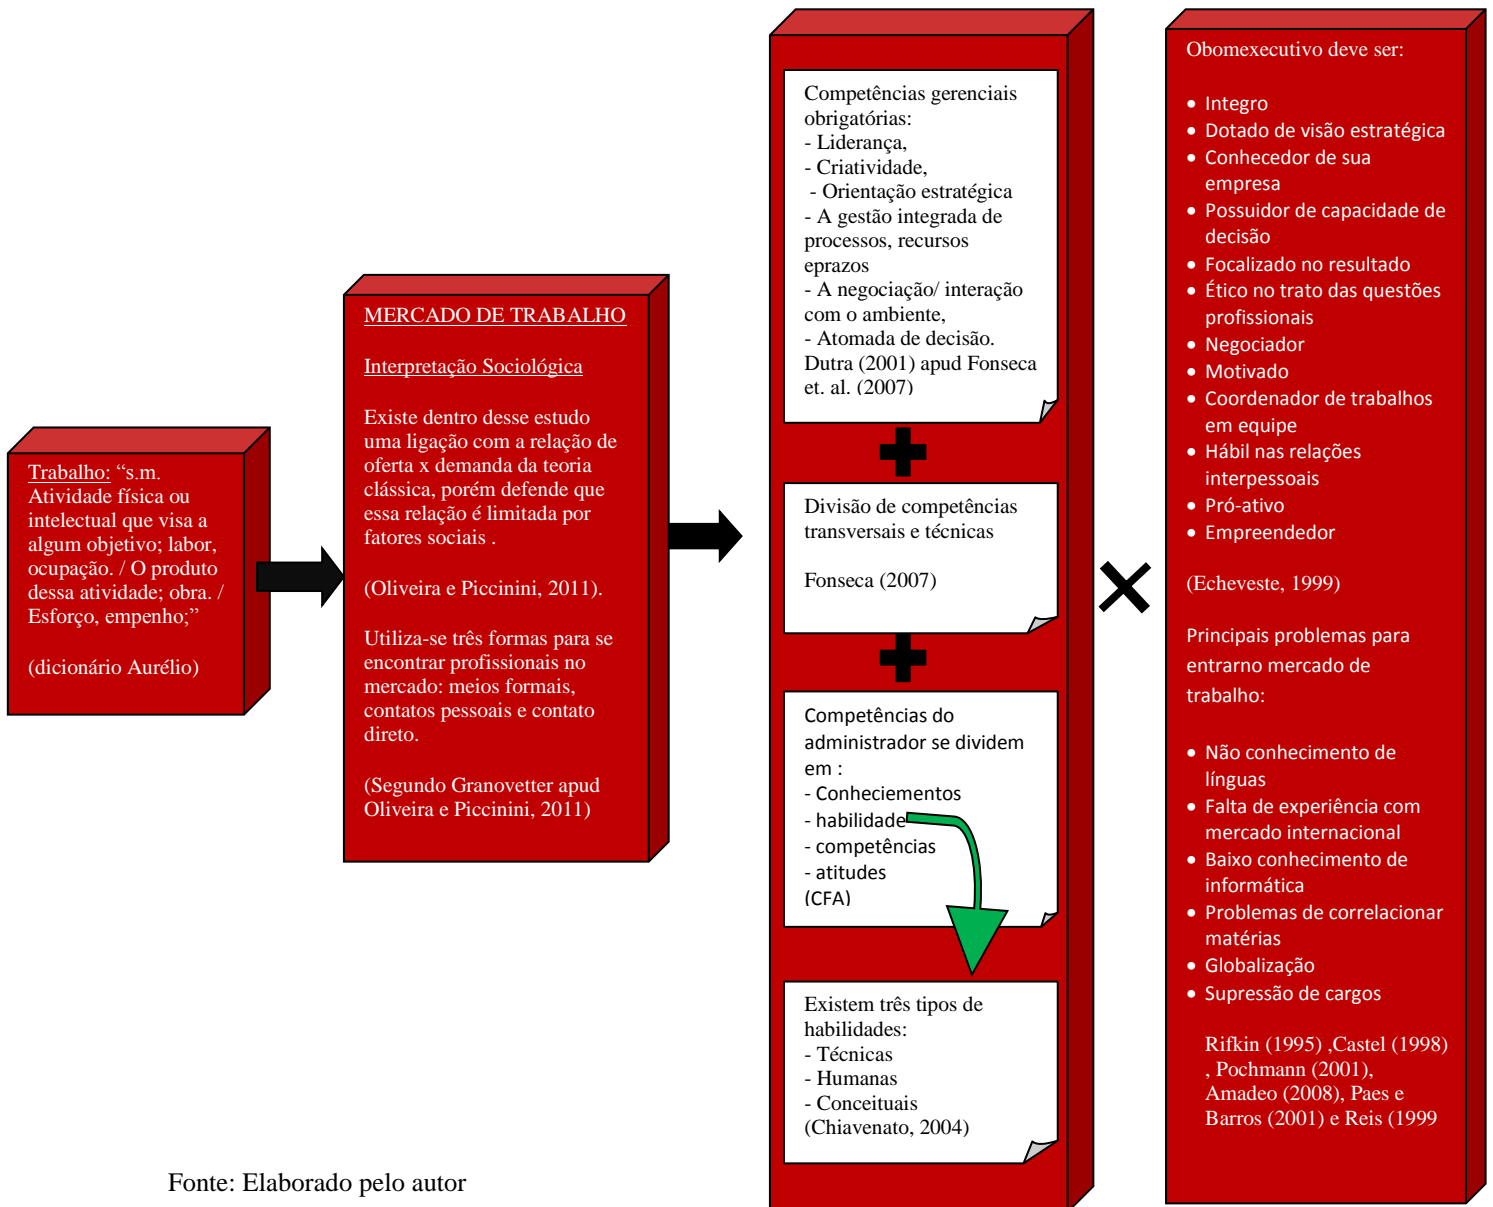 Trabalho: “s.m.
Atividade física ou
intelectual que visa a
algum objetivo; labor,
ocupação. / O produto
dessa atividade; obra. /
Esforço, empenho;”
(dicionário Aurélio)
MERCADO DE TRABALHO
Interpretação Sociológica
Existe dentro desse estudo
uma ligação com a relação de
oferta x demanda da teoria
clássica, porém defende que
essa relação é limitada por
fatores sociais .
(Oliveira e Piccinini, 2011).
Utiliza-se três formas para se
encontrar profissionais no
mercado: meios formais,
contatos pessoais e contato
direto.
(Segundo Granovetter apud
Oliveira e Piccinini, 2011)
Competências gerenciais
obrigatórias:
- Liderança,
- Criatividade,
- Orientação estratégica
- A gestão integrada de
processos, recursos
eprazos
- A negociação/ interação
com o ambiente,
- Atomada de decisão.
Dutra (2001) apud Fonseca
et. al. (2007)
Divisão de competências
transversais e técnicas
Fonseca (2007)
Competências do
administrador se dividem
em :
- Conheciementos
- habilidade
- competências
- atitudes
(CFA)
Existem três tipos de
habilidades:
- Técnicas
- Humanas
- Conceituais
(Chiavenato, 2004)
Obomexecutivo deve ser:
• Integro
• Dotado de visão estratégica
• Conhecedor de sua
empresa
• Possuidor de capacidade de
decisão
• Focalizado no resultado
• Ético no trato das questões
profissionais
• Negociador
• Motivado
• Coordenador de trabalhos
em equipe
• Hábil nas relações
interpessoais
• Pró-ativo
• Empreendedor
(Echeveste, 1999)
Principais problemas para
entrarno mercado de
trabalho:
• Não conhecimento de
línguas
• Falta de experiência com
mercado internacional
• Baixo conhecimento de
informática
• Problemas de correlacionar
matérias
• Globalização
• Supressão de cargos
Rifkin (1995) ,Castel (1998)
, Pochmann (2001),
Amadeo (2008), Paes e
Barros (2001) e Reis (1999
Fonte: Elaborado pelo autor